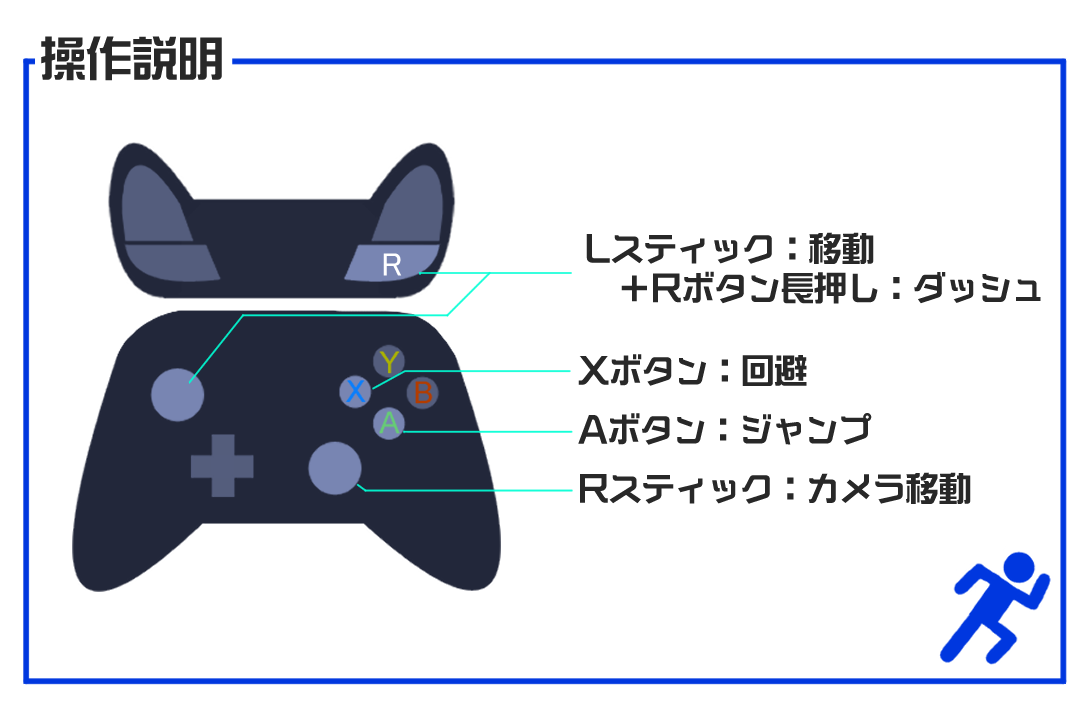 操作説明
R
Lスティック：移動
＋Rボタン長押し：ダッシュ
Y
X
B
A
Xボタン：回避
Aボタン：ジャンプ
Rスティック：カメラ移動